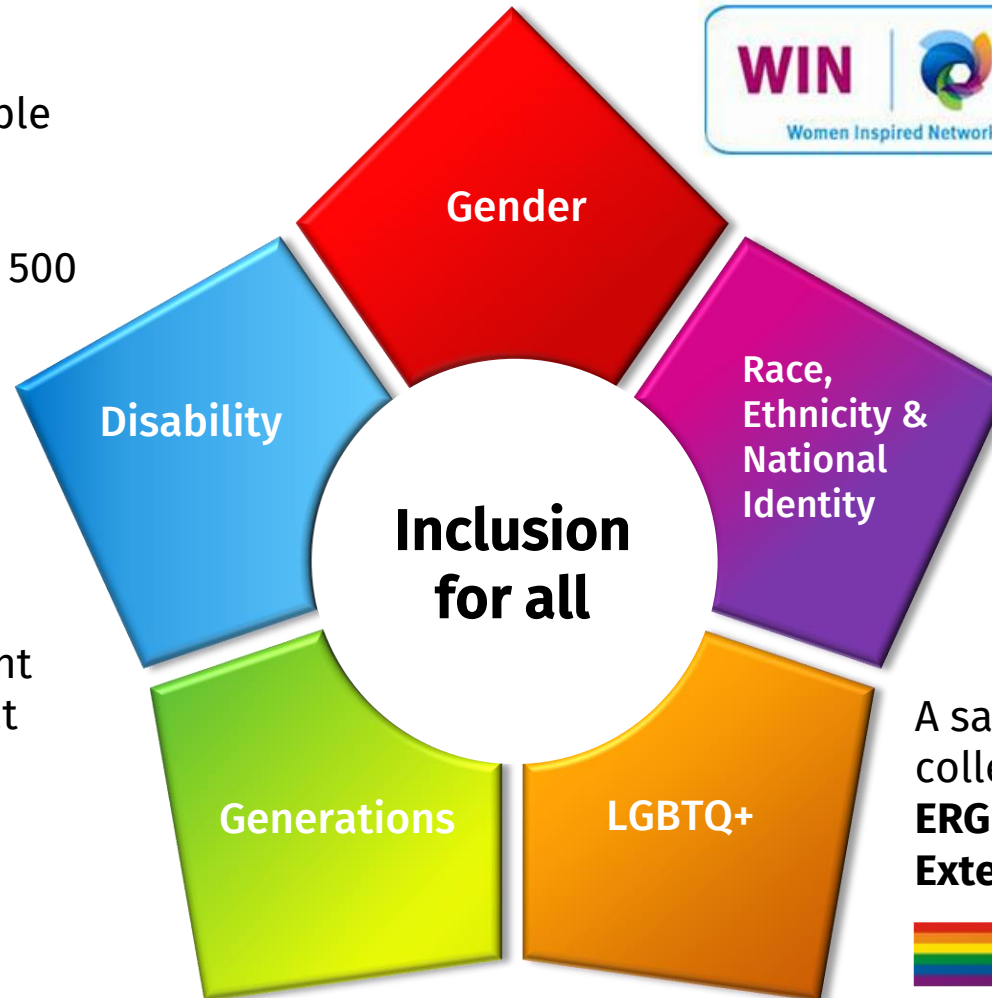 ple
WIN
Women Inspired Network
Gender
500
Race,
Ethnicity &
National
Identity
Disability
Inclusion
for all
nt
t
A sa
colle
ERG
Exte
Generations
LGBTQ+